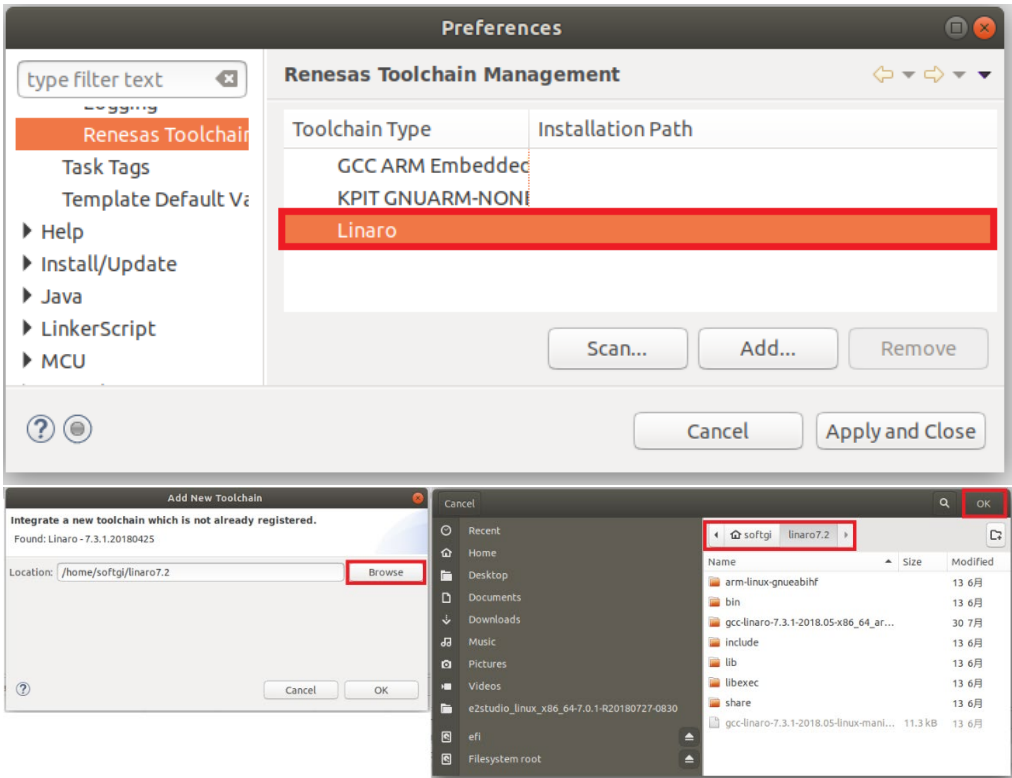 Preferences
type filter text
Renesas Toolchain Management
Logging
Renesas Toolchain
Task Tags
Template Default Va
Help
Install/Update
Java
LinkerScript
MCU
Toolchain Type Installation Path
GCC ARM Embedded
KPIT GNUARM-NONE
Linaro
Scan... Add... Remove
Cancel Apply and Close
Add New Toolchain
Integrate a new toolchain which is not already registered.
Found: Linaro - 7.3.1.20180425
Location: /home/softgi/linaro7.2 Browse
Cancel OK
Cancel OK
Recent
Home
Desktop
Documents
Downloads
Music
Pictures
Videos
e2studio_linux_x86_64-7.0.1-R20180727-0830
efi
Filesystem root
softgi linaro7.2
Name Size Modified
arm-linux-gnueabihf 13 6月
bin 13 6月
gcc-linaro-7.3.1-2018.05-x86_64_ar... 30 7月
include 13 6月
lib 13 6月
libexec 13 6月
share 13 6月
gcc-linaro-7.3.1-2018.05-linux-mani... 11.3 kB 13 6月